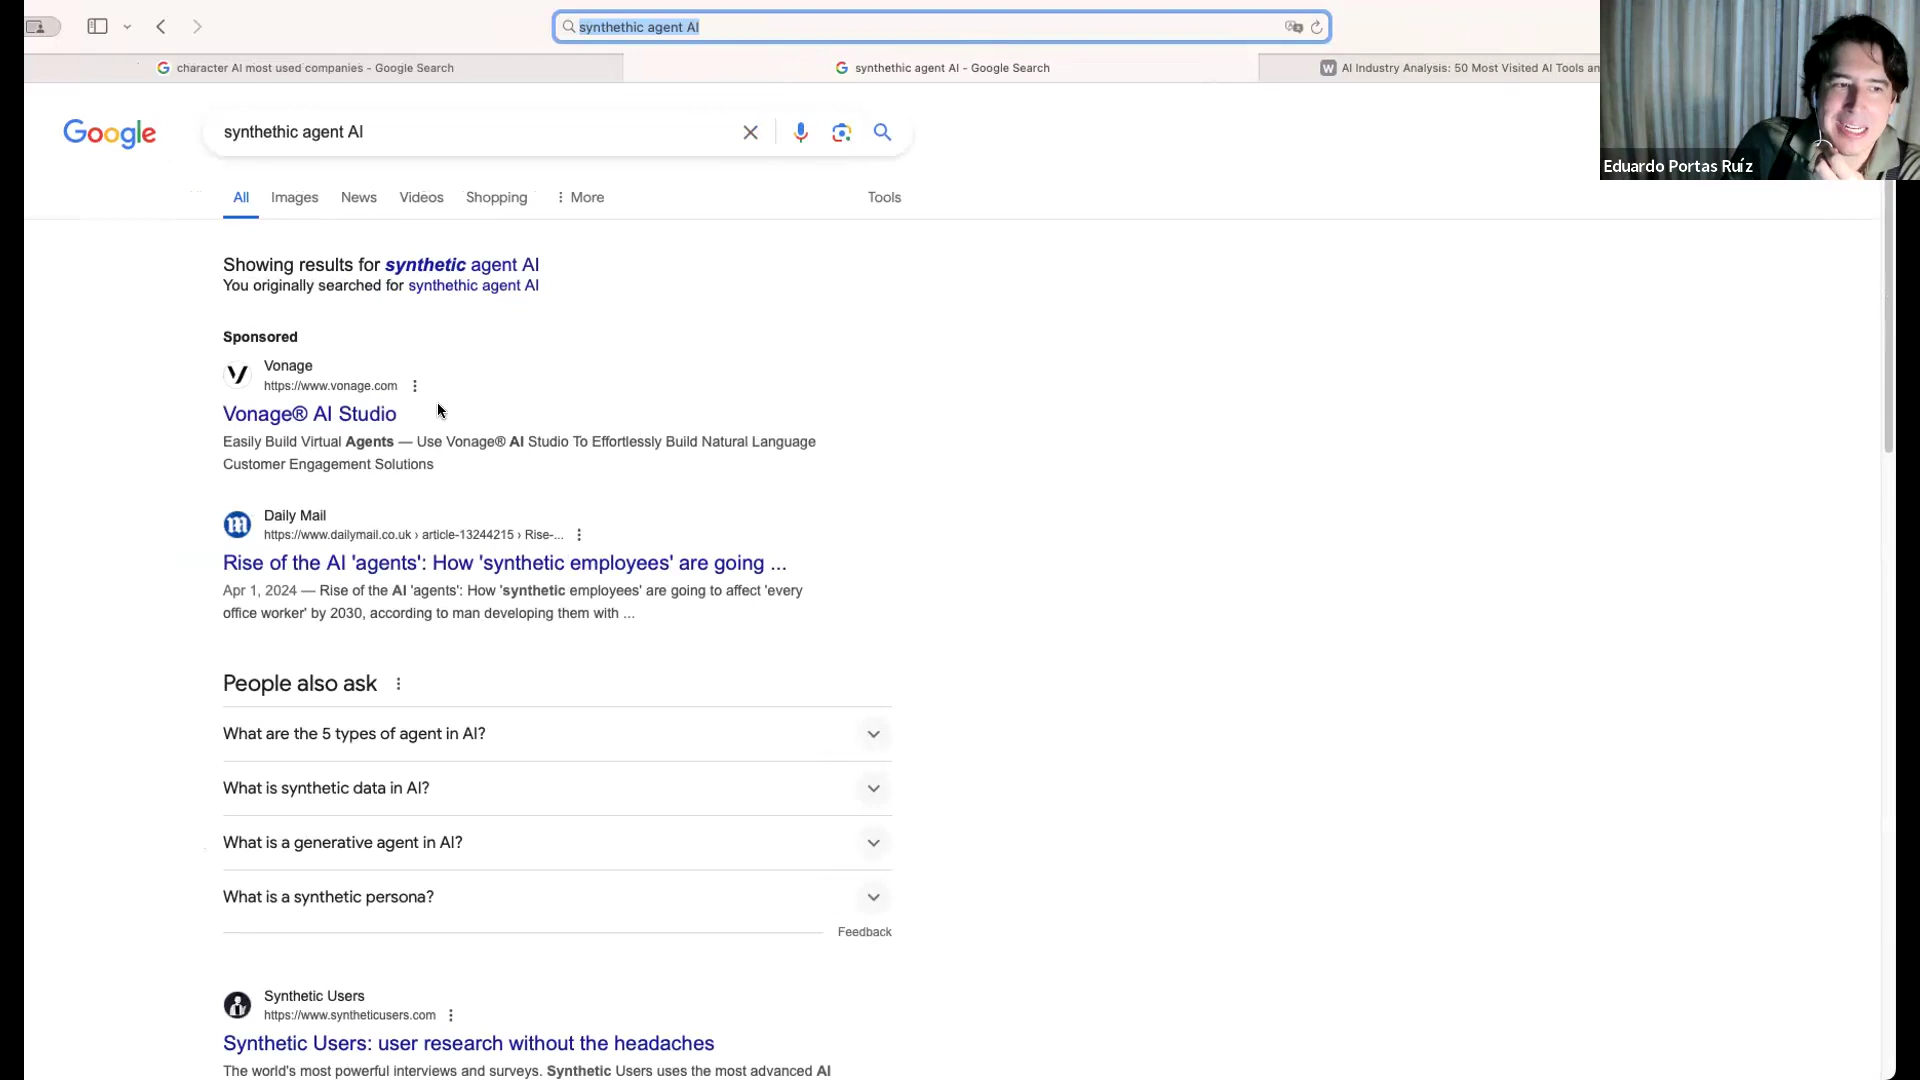 synthethic agent AI
character AI most used companies - Google Search
synthethic agent AI - Google Search
W AI Industry Analysis: 50 Most Visited AI Tools an
Eduardo Portas Ruíz
Google
synthethic agent AI
All Images News Videos Shopping More Tools
Showing results for synthetic agent AI
You originally searched for synthethic agent AI
Sponsored
Vonage
https://www.vonage.com
Vonage® AI Studio
Easily Build Virtual Agents — Use Vonage® AI Studio To Effortlessly Build Natural Language
Customer Engagement Solutions
Daily Mail
https://www.dailymail.co.uk › article-13244215 › Rise-...
Rise of the AI 'agents': How 'synthetic employees' are going ...
Apr 1, 2024 — Rise of the AI 'agents': How 'synthetic employees' are going to affect 'every
office worker' by 2030, according to man developing them with ...
People also ask
What are the 5 types of agent in AI?
What is synthetic data in AI?
What is a generative agent in AI?
What is a synthetic persona?
Feedback
Synthetic Users
https://www.syntheticusers.com
Synthetic Users: user research without the headaches
The world's most powerful interviews and surveys. Synthetic Users uses the most advanced AI